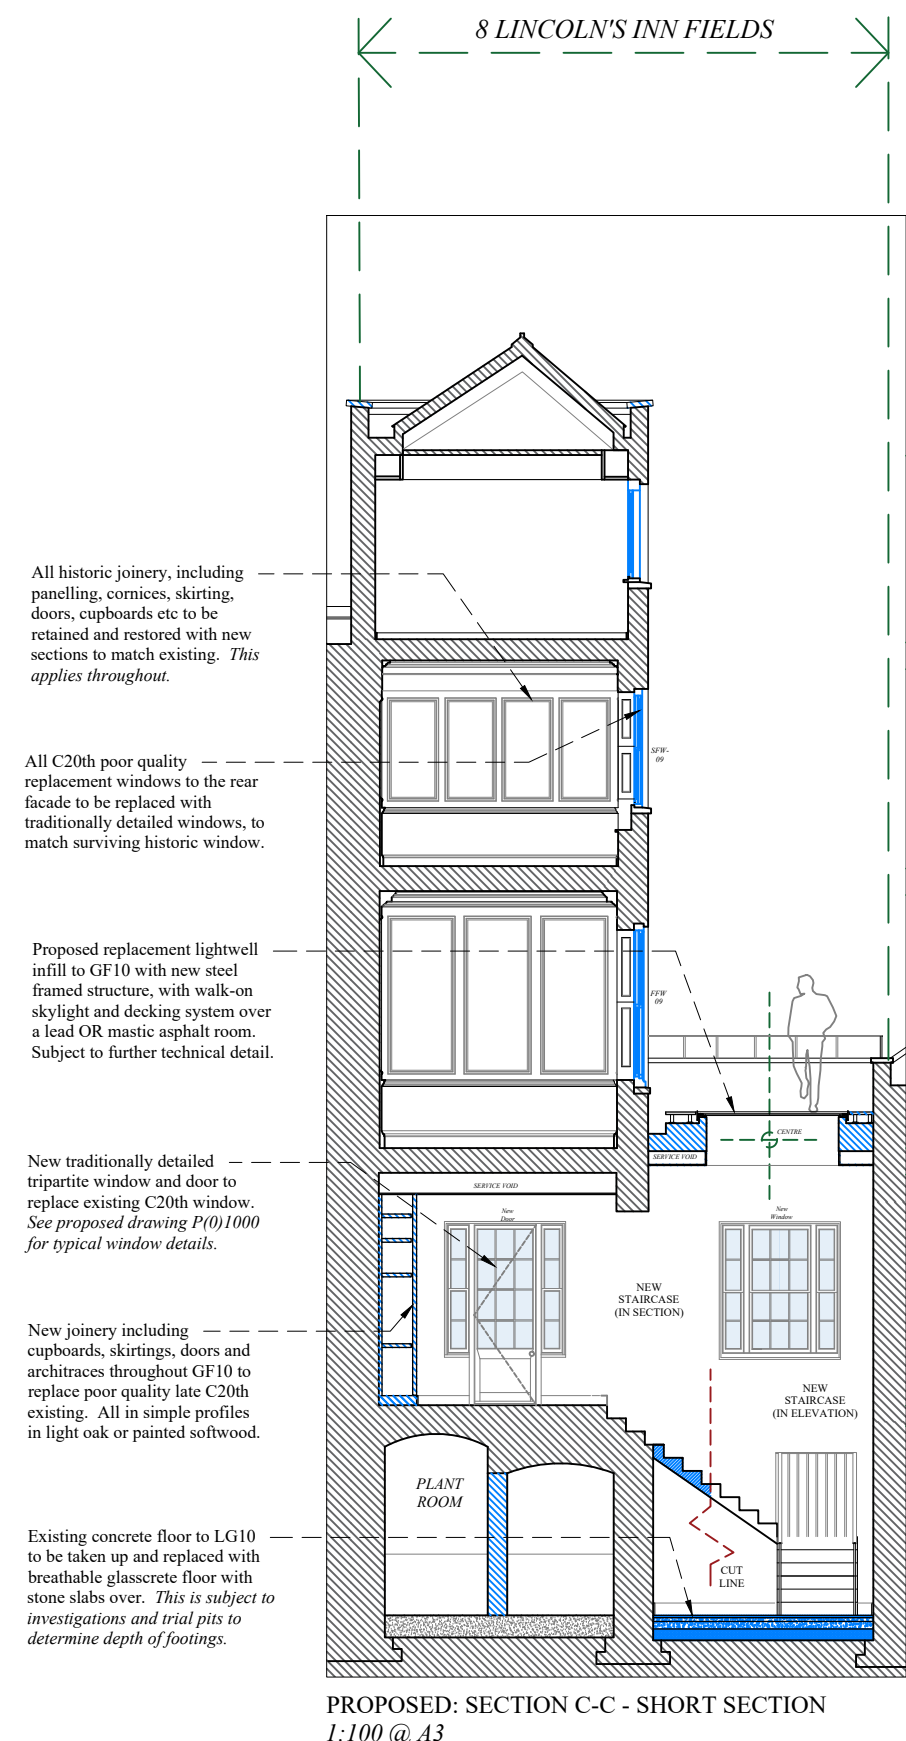 8 LINCOLN'S INN FIELDS
All historic joinery, including
panelling, cornices, skirting,
doors, cupboards etc to be
retained and restored with new
sections to match existing. This
applies throughout.
All C20th poor quality
replacement windows to the rear
facade to be replaced with
traditionally detailed windows, to
match surviving historic window.
SFW-
09
Proposed replacement lightwell
infill to GF10 with new steel
framed structure, with walk-on
skylight and decking system over
a lead OR mastic asphalt room.
Subject to further technical detail.
FFW
09
CENTRE
SERVICE VOID
New traditionally detailed
tripartite window and door to
replace existing C20th window.
See proposed drawing P(0)1000
for typical window details.
SERVICE VOID
New
Door
New
Window
NEW
STAIRCASE
(IN SECTION)
New joinery including
cupboards, skirtings, doors and
architraces throughout GF10 to
replace poor quality late C20th
existing. All in simple profiles
in light oak or painted softwood.
NEW
STAIRCASE
(IN ELEVATION)
PLANT
ROOM
Existing concrete floor to LG10
to be taken up and replaced with
breathable glasscrete floor with
stone slabs over. This is subject to
investigations and trial pits to
determine depth of footings.
CUT
LINE
PROPOSED: SECTION C-C - SHORT SECTION
1:100 @ A3